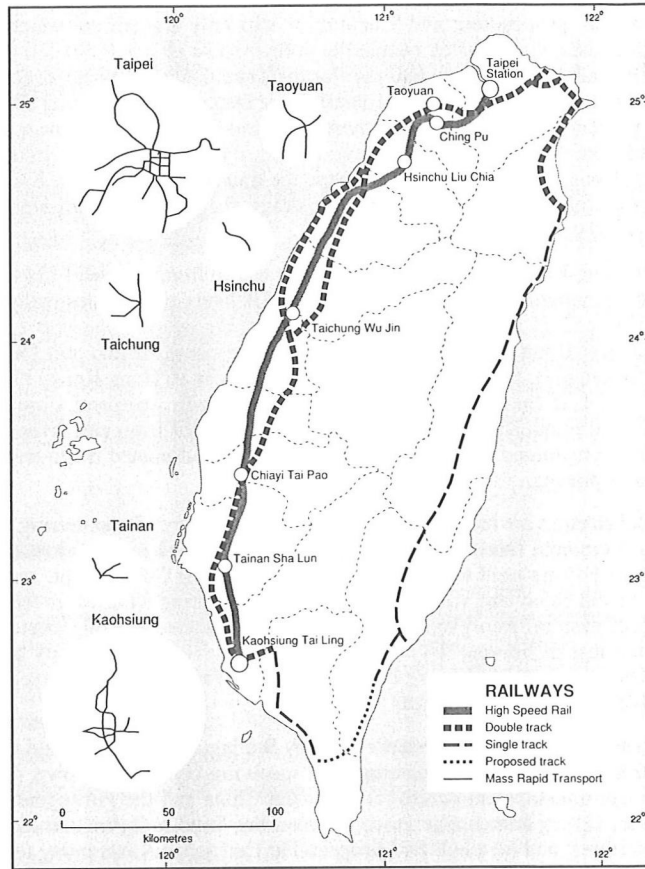 120°
121°
122°
Taipei
Taoyuan
Taipei
Station
Taoyuan
25°
25°
Ching Pu
Hsinchu Liu Chia
Hsinchu
Taichung
Taichung Wu Jin
24°
24°
Chiayi Tai Pao
Tainan
Tainan Sha Lun
23°
23°
Kaohsiung
Kaohsiung Tai Ling
RAILWAYS
High Speed Rail
Double track
Single track
Proposed track
Mass Rapid Transport
0
50
100
kilometres
22°
22°
120°
121°
122°